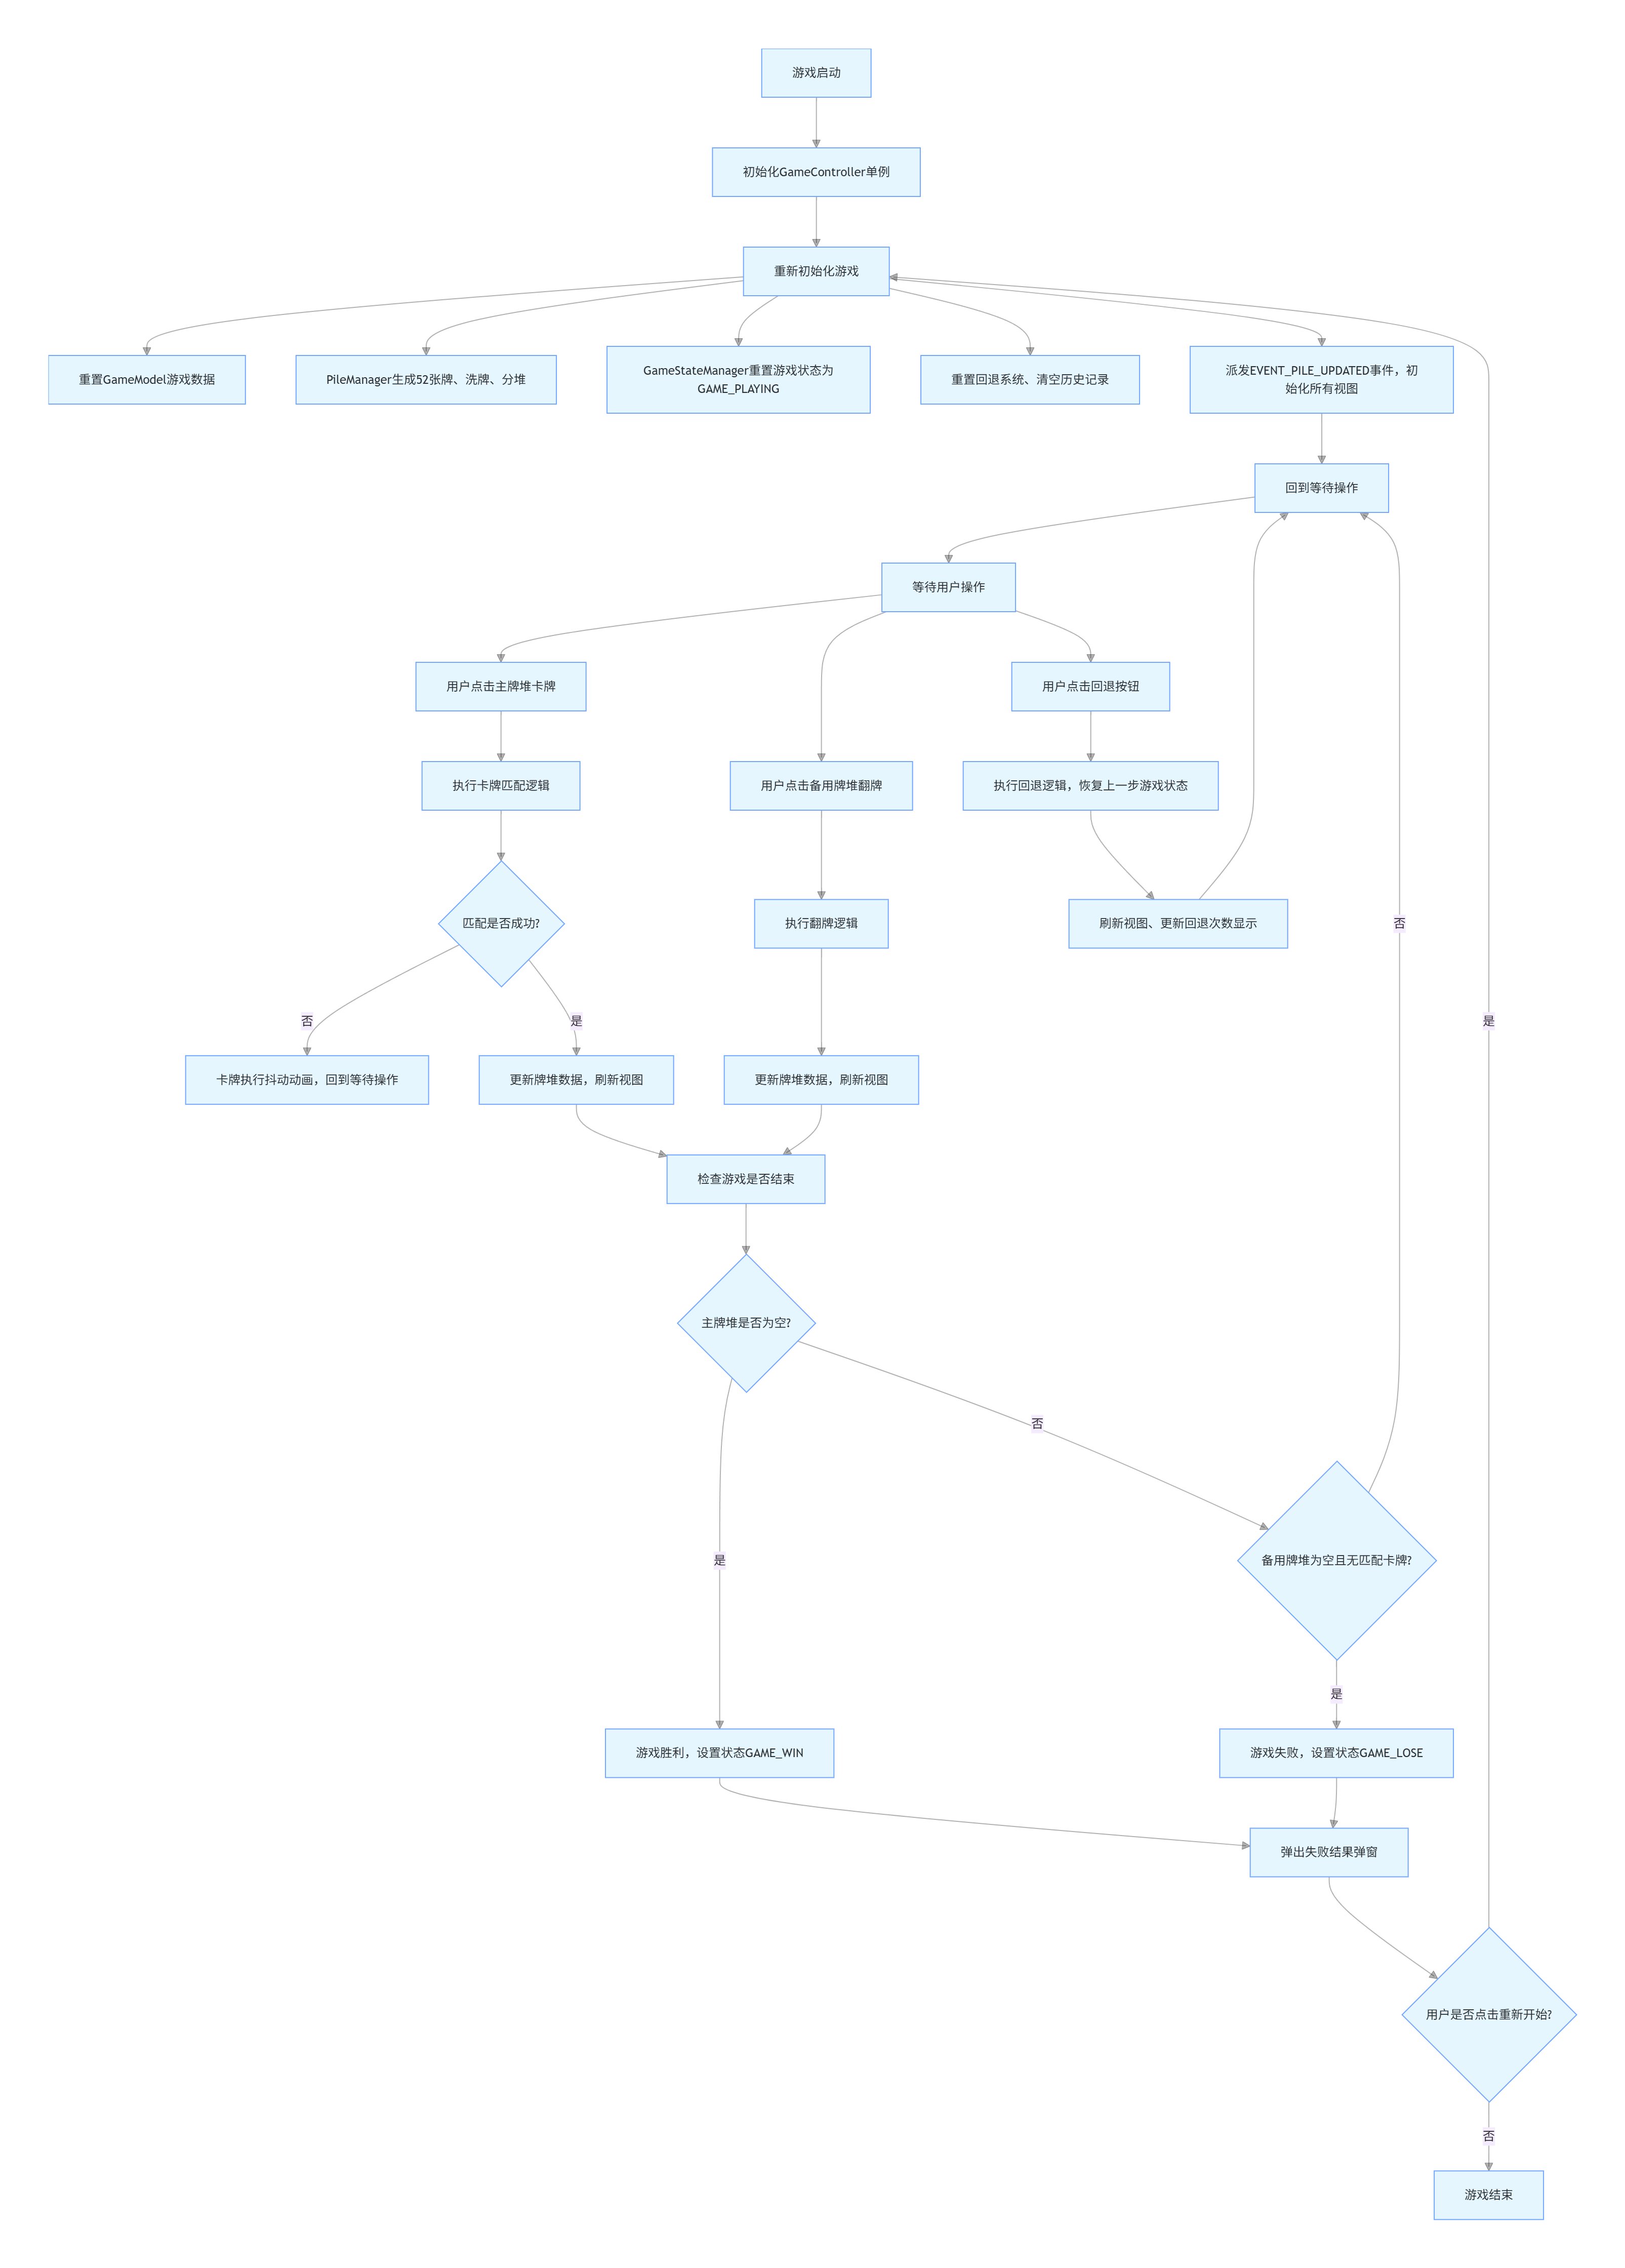 游戏启动
初始化GameController单例
重新初始化游戏
重置GameModel游戏数据
PileManager生成52张牌、洗牌、分堆
GameStateManager重置游戏状态为
GAME_PLAYING
重置回退系统、清空历史记录
派发EVENT_PILE_UPDATED事件，初
始化所有视图
回到等待操作
等待用户操作
用户点击主牌堆卡牌
用户点击回退按钮
执行卡牌匹配逻辑
用户点击备用牌堆翻牌
执行回退逻辑，恢复上一步游戏状态
匹配是否成功?
执行翻牌逻辑
刷新视图、更新回退次数显示
否
否
是
是
卡牌执行抖动动画，回到等待操作
更新牌堆数据，刷新视图
更新牌堆数据，刷新视图
检查游戏是否结束
主牌堆是否为空?
否
是
备用牌堆为空且无匹配卡牌?
是
游戏胜利，设置状态GAME_WIN
游戏失败，设置状态GAME_LOSE
弹出失败结果弹窗
用户是否点击重新开始?
否
游戏结束